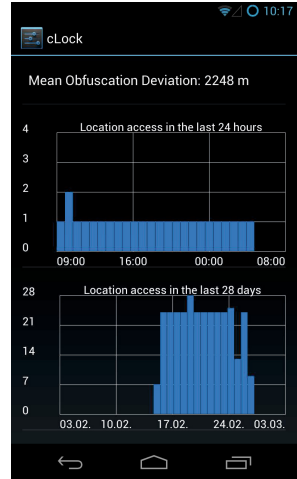 10:17
cLock
Mean Obfuscation Deviation: 2248 m
Location access in the last 24 hours
4
3
2
1
0
09:00 16:00 00:00 08:00
Location access in the last 28 days
28
21
14
7
0
03.02. 10.02. 17.02. 24.02. 03.03.